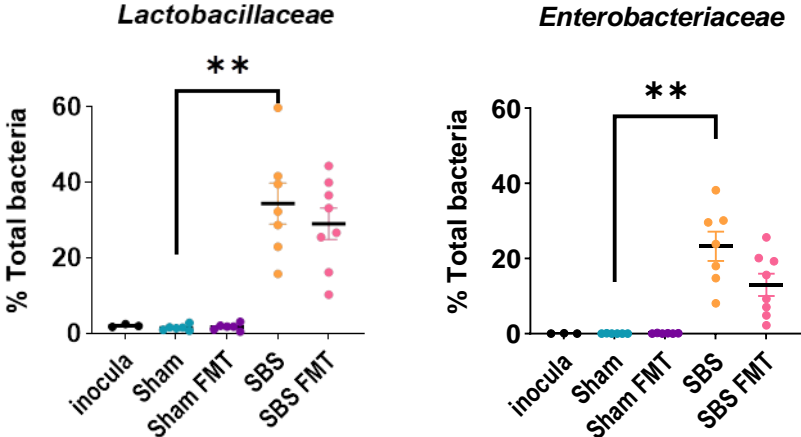 Lactobacillaceae
**
% Total bacteria
60
40
20
0
inocula
Sham
Sham FMT
SBS
SBS FMT
Enterobacteriaceae
**
% Total bacteria
60
40
20
0
inocula
Sham
Sham FMT
SBS
SBS FMT